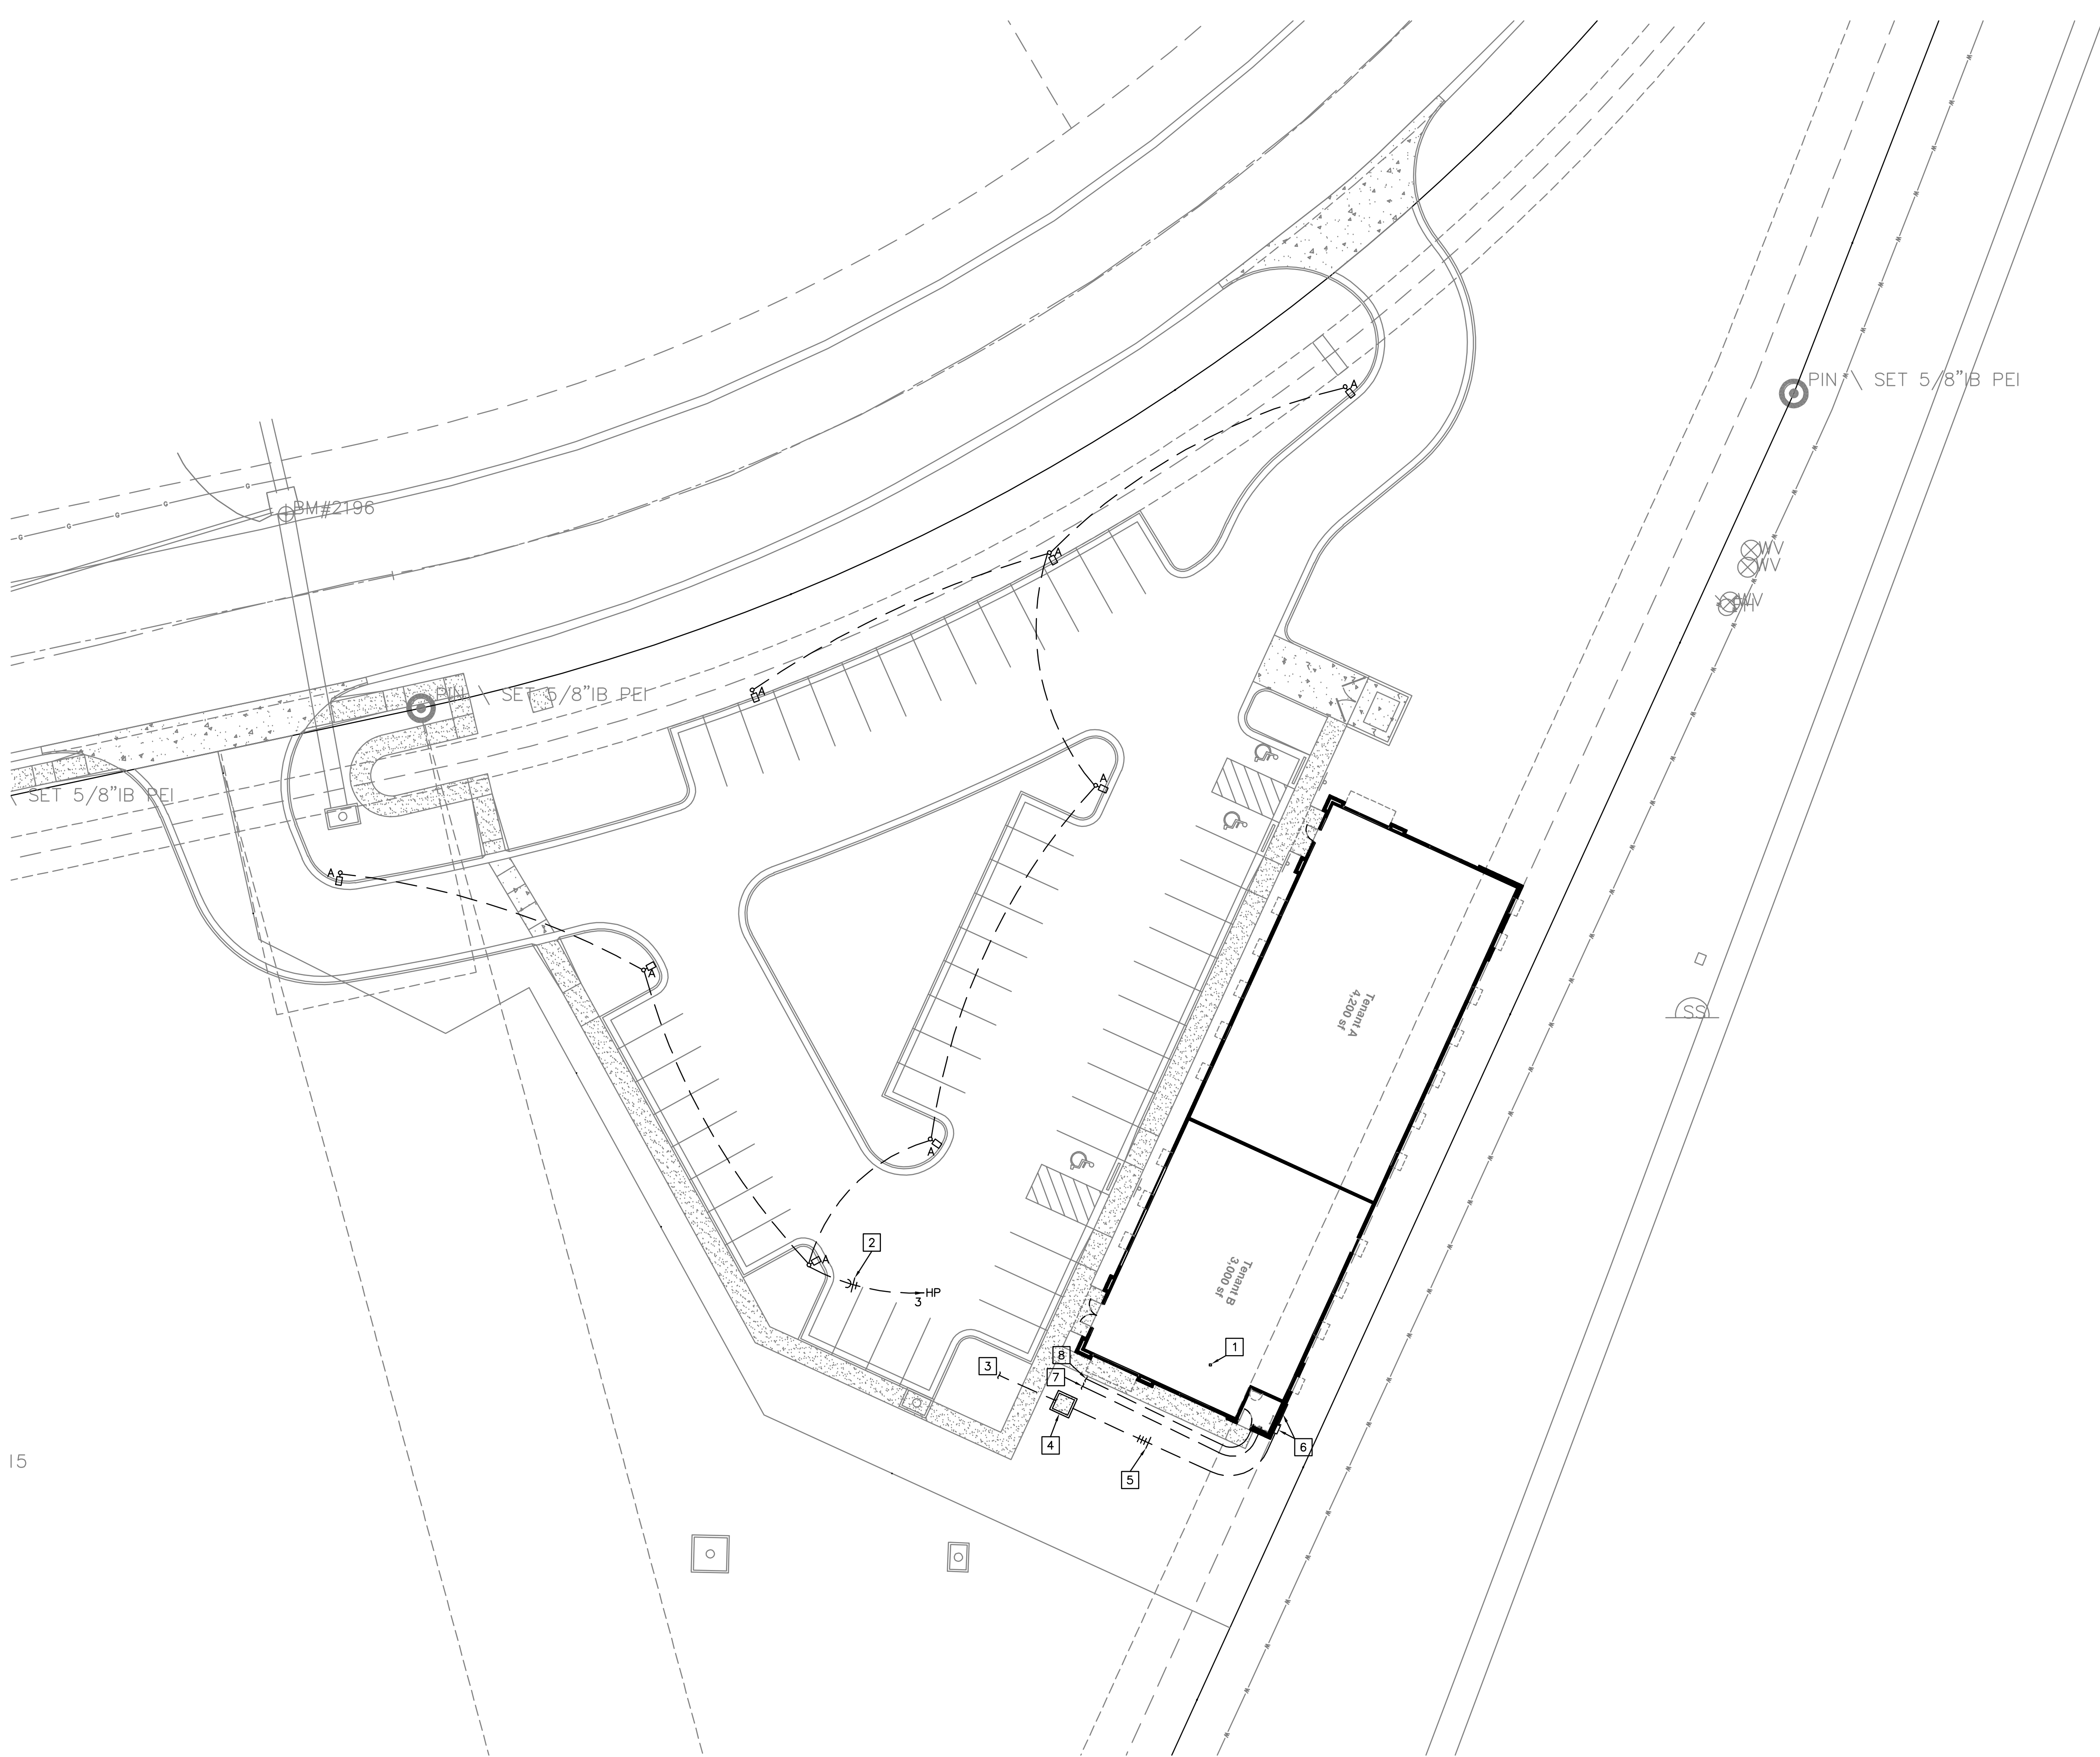 PIN \ SET 5/8"IB PEI
A
G
G
G
G
G
BM#2196
A
WV
WV
WV
A
PIN \ SET 5/8"IB PEI
\ SET 5/8"IB PEI
A
A
A
Tenant A
4,200 sf
SS
A
2
A
HP
3
Tenant B
3,000 sf
1
8
3
7
4
6
5
15